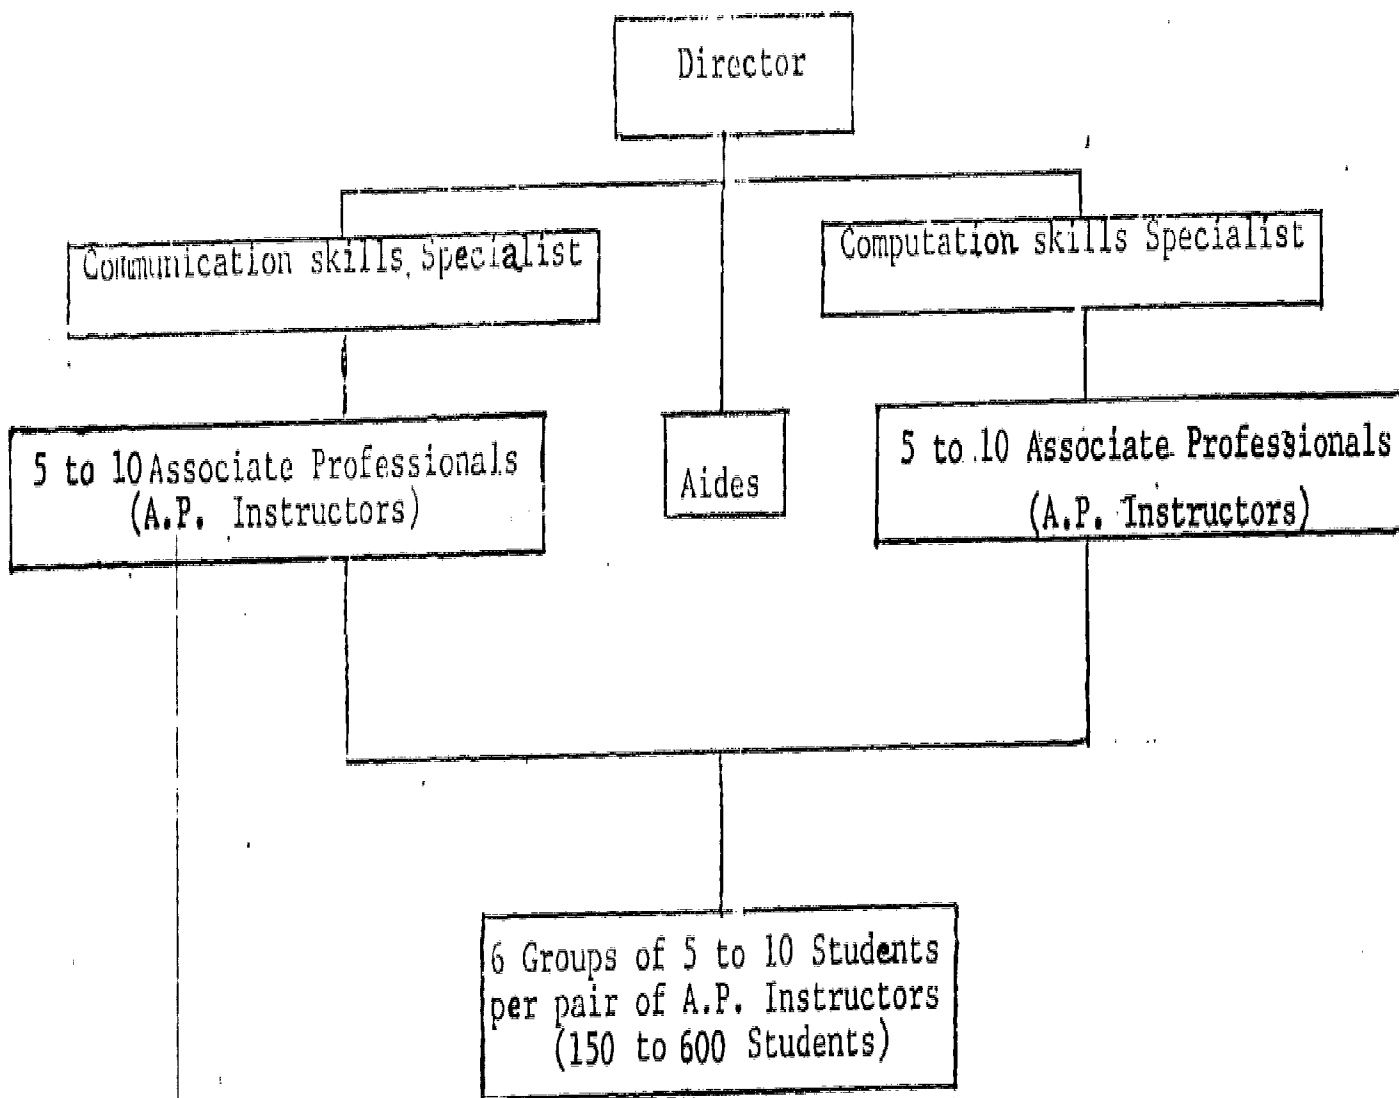 Director
Communication skills Specialist
Computation skills Specialist
5 to 10 Associate Professionals
(A.P. Instructors)
Aides
5 to 10 Associate Professionals
(A.P. Instructors)
6 Groups of 5 to 10 Students
per pair of A.P. Instructors
(150 to 600 Students)